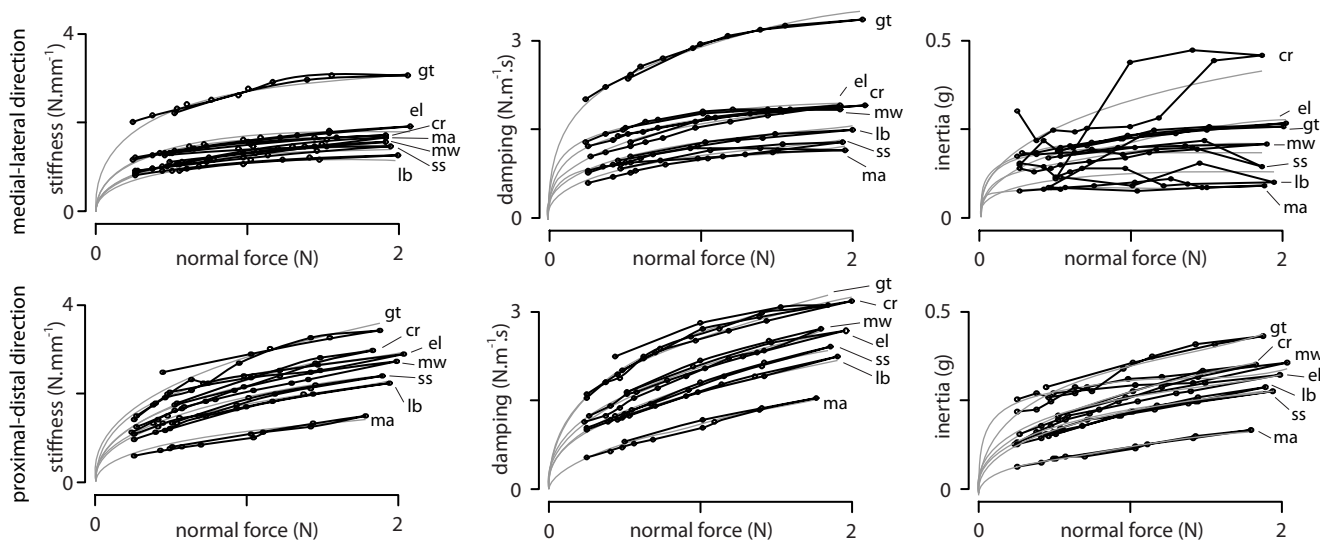 medial-lateral direction
stiffness (N.mm⁻¹)
4
0
gt
el
cr
ma
mw
ss
lb
0
2
normal force (N)
damping (N.m⁻¹.s)
3
0
gt
el
cr
mw
lb
ss
ma
0
2
normal force (N)
inertia (g)
0.5
0
cr
el
gt
mw
ss
lb
ma
0
2
normal force (N)
proximal-distal direction
stiffness (N.mm⁻¹)
4
0
gt
cr
el
mw
ss
lb
ma
0
2
normal force (N)
damping (N.m⁻¹.s)
3
0
gt
cr
mw
el
ss
lb
ma
0
2
normal force (N)
inertia (g)
0.5
0
gt
cr
mw
el
lb
ss
ma
0
2
normal force (N)